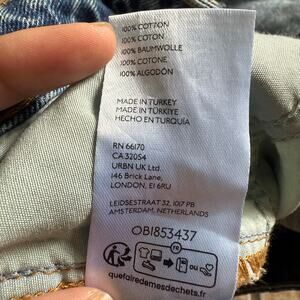 100% COTTON
100% COTON
100% BAUMWOLLE
100% COTONE
100% ALGODÓN
MADE IN TURKEY
MADE IN TÜRKIYE
HECHO EN TURQUÍA
RN 66170
CA 32054
URBN UK Ltd.
146 Brick Lane,
LONDON, E1 6RU
LEIDSESTRAAT 32, 1017 PB
AMSTERDAM, NETHERLANDS
OB1853437
FR
OU
quefairedemesdechets.fr